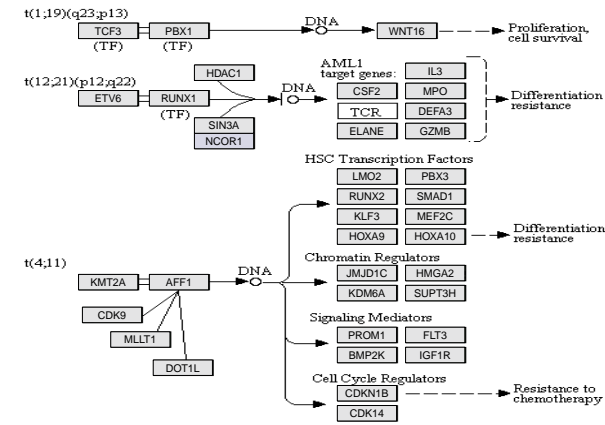 t(1;19)(q23;p13)
TCF3 PBX1 DNA WNT16 Proliferation,
cell survival
(TF) (TF)
t(12;21)(p12;q22)
HDAC1 DNA AML1
target genes: IL3
ETV6 RUNX1 CSF2 MPO Differentiation
resistance
(TF) TCR DEFA3
SIN3A ELANE GZMB
NCOR1
HSC Transcription Factors
LMO2 PBX3
RUNX2 SMAD1
KLF3 MEF2C
HOXA9 HOXA10 Differentiation
resistance
t(4;11)
KMT2A AFF1 DNA
CDK9
MLLT1
DOT1L
Chromatin Regulators
JMJD1C HMGA2
KDM6A SUPT3H
Signaling Mediators
PROM1 FLT3
BMP2K IGF1R
Cell Cycle Regulators
CDKN1B Resistance to
chemotherapy
CDK14